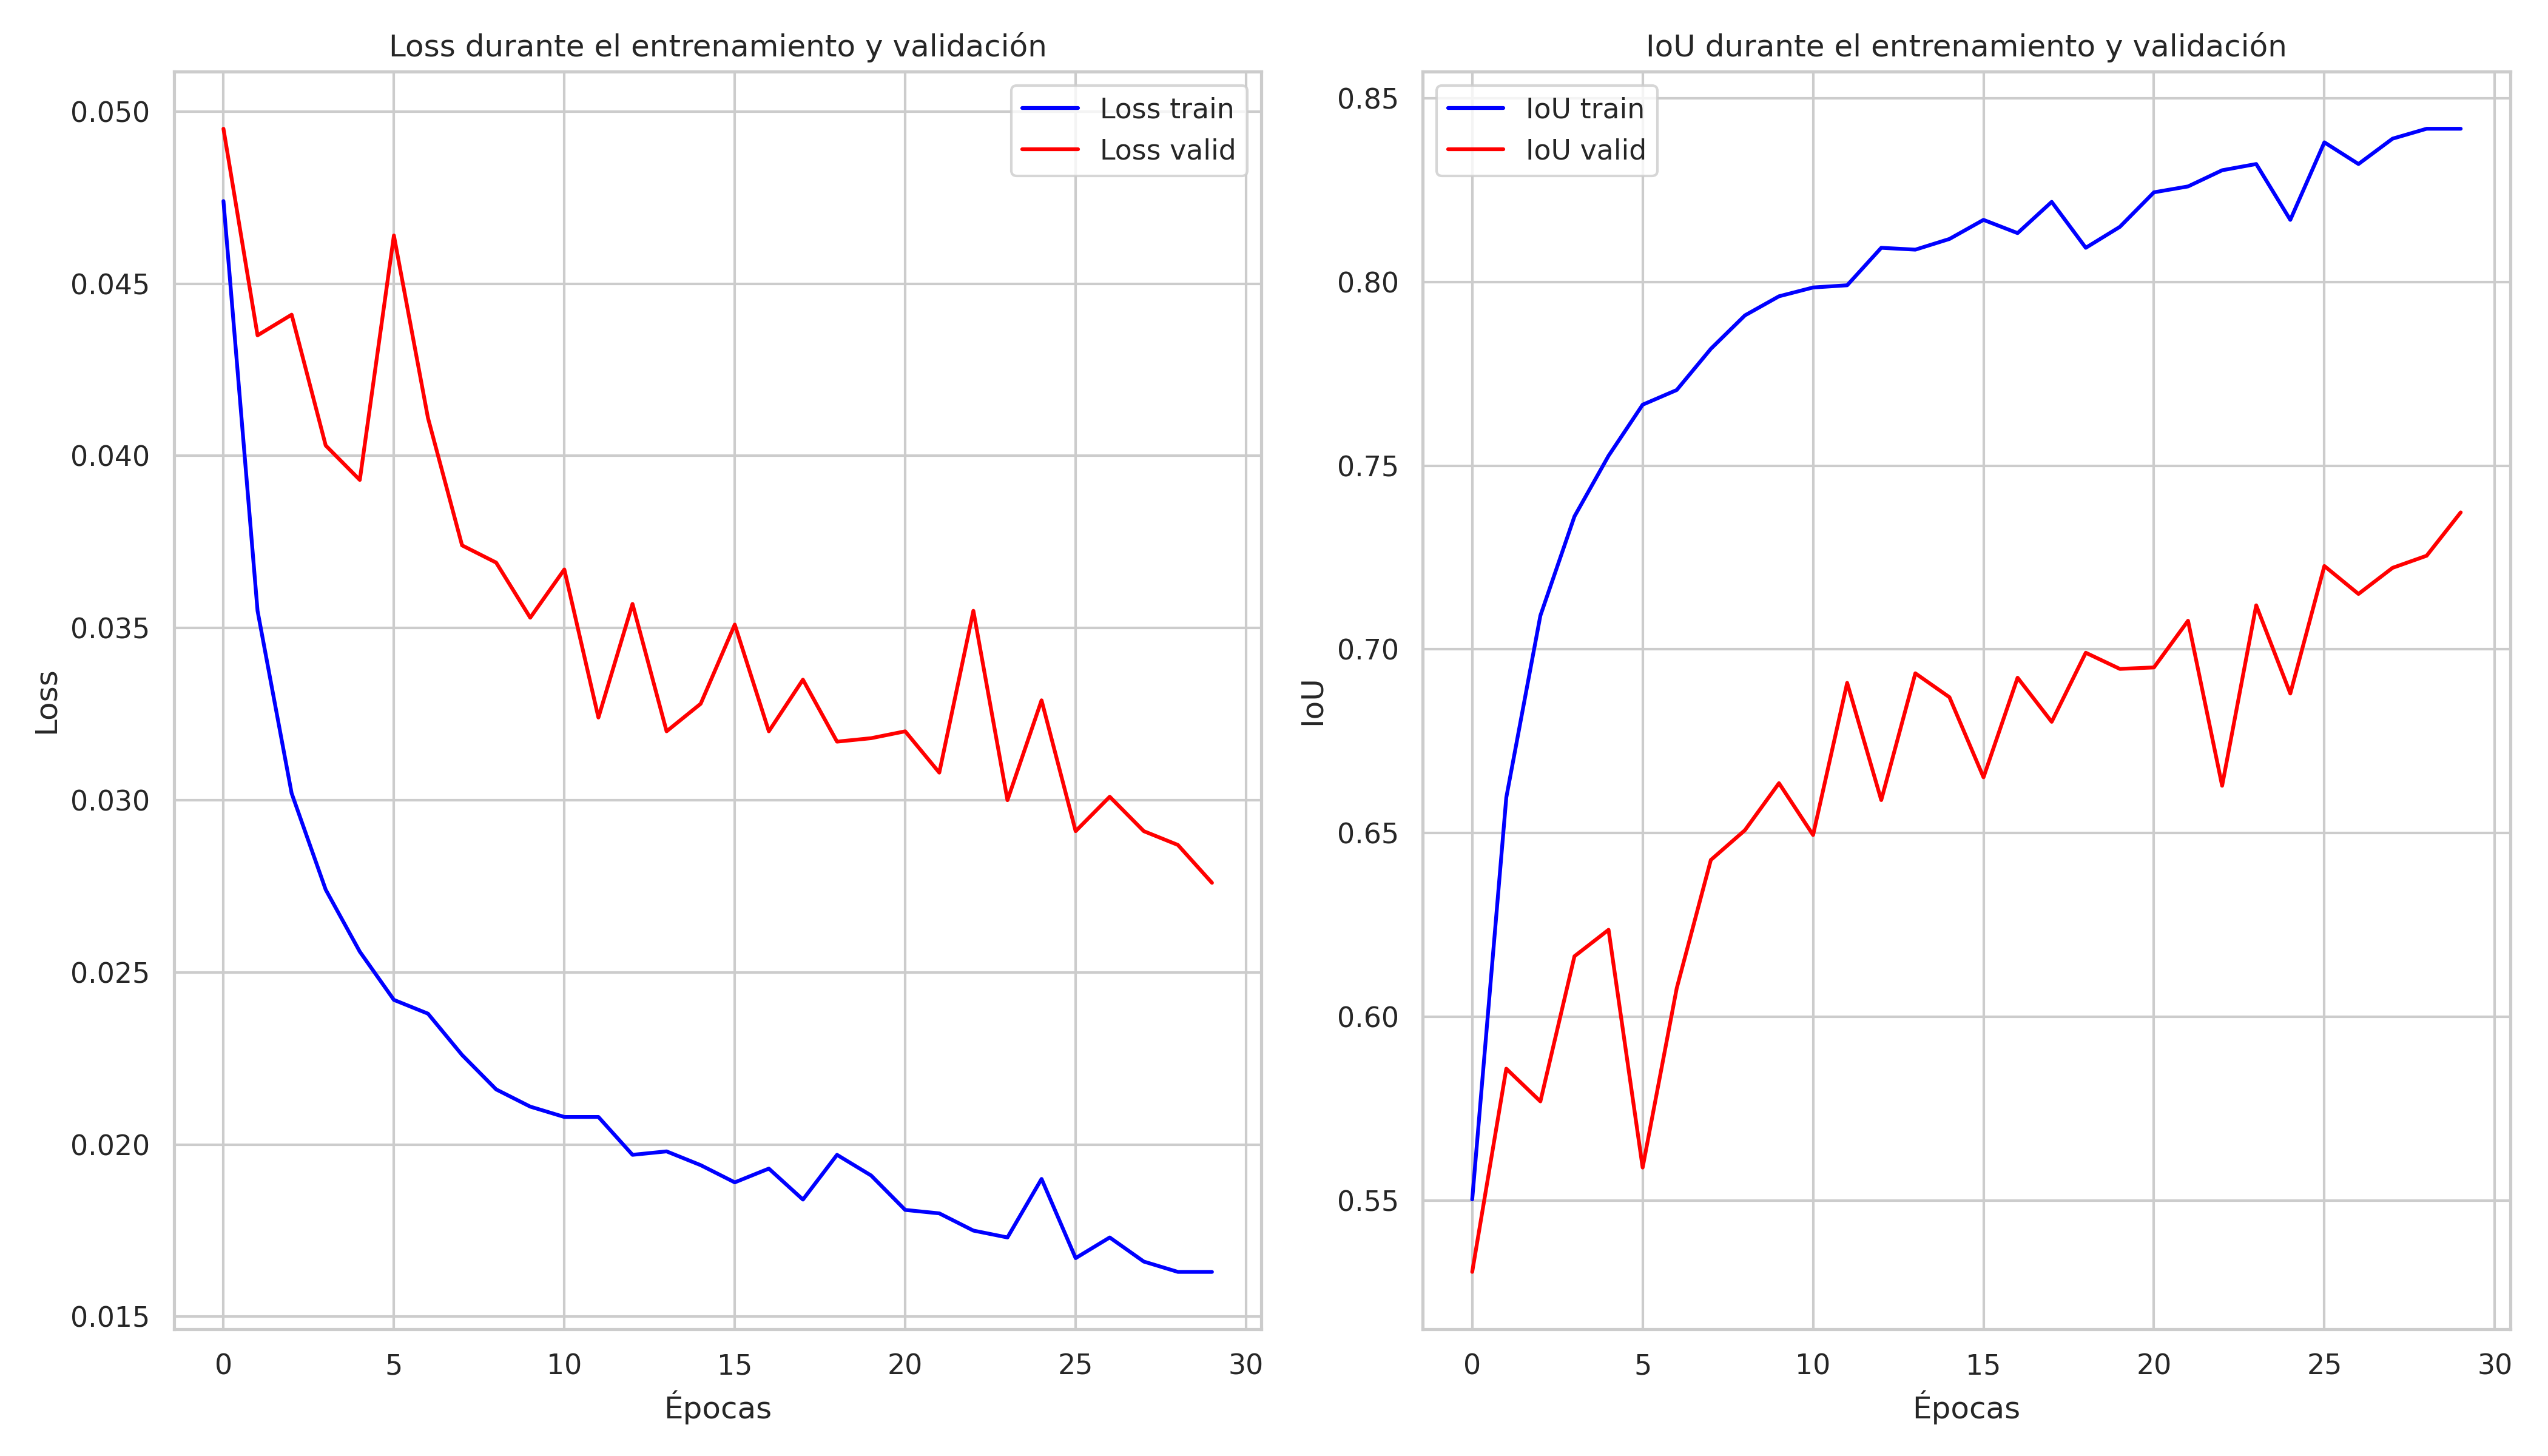 Loss durante el entrenamiento y validación
Loss train
Loss valid
0.050
0.045
0.040
0.035
0.030
0.025
0.020
0.015
Loss
0 5 10 15 20 25 30
Épocas
IoU durante el entrenamiento y validación
IoU train
IoU valid
0.85
0.80
0.75
0.70
0.65
0.60
0.55
IoU
0 5 10 15 20 25 30
Épocas